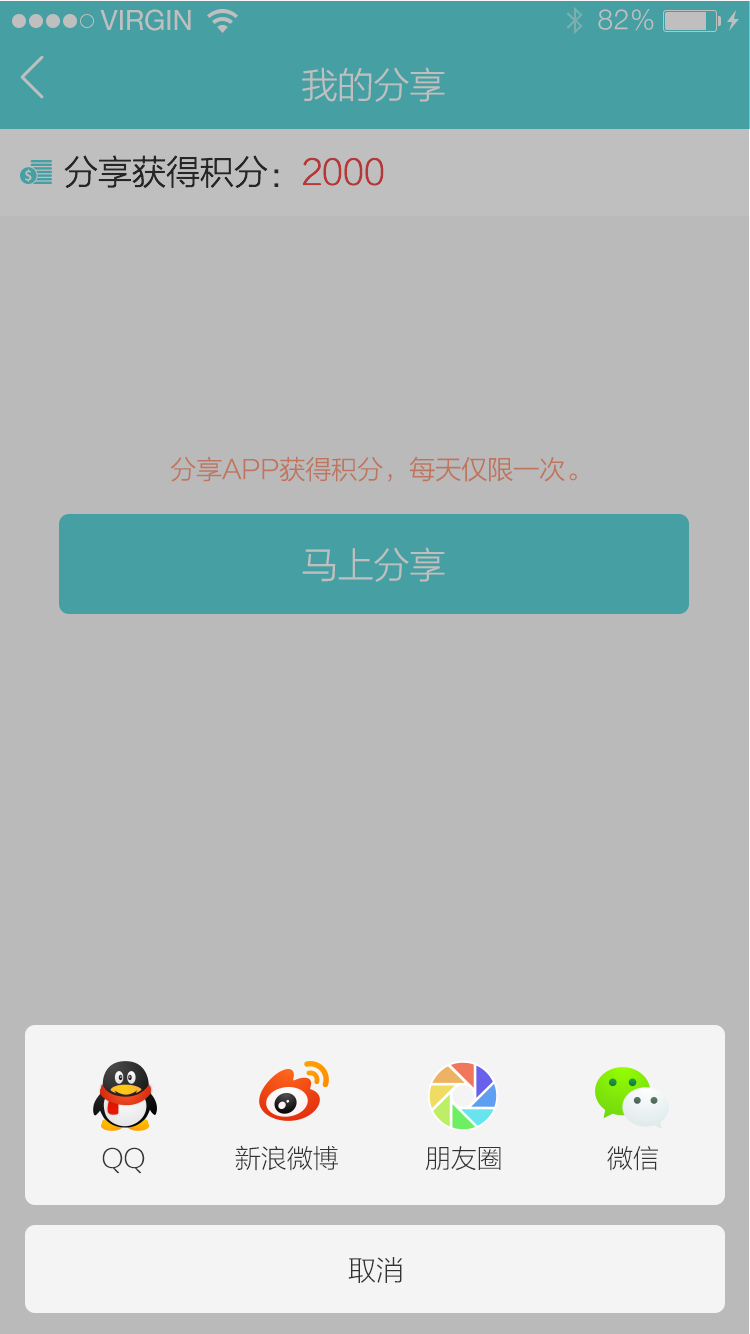 VIRGIN 82%
我的分享
分享获得积分：2000
分享APP获得积分，每天仅限一次。
马上分享
QQ 新浪微博 朋友圈 微信
取消